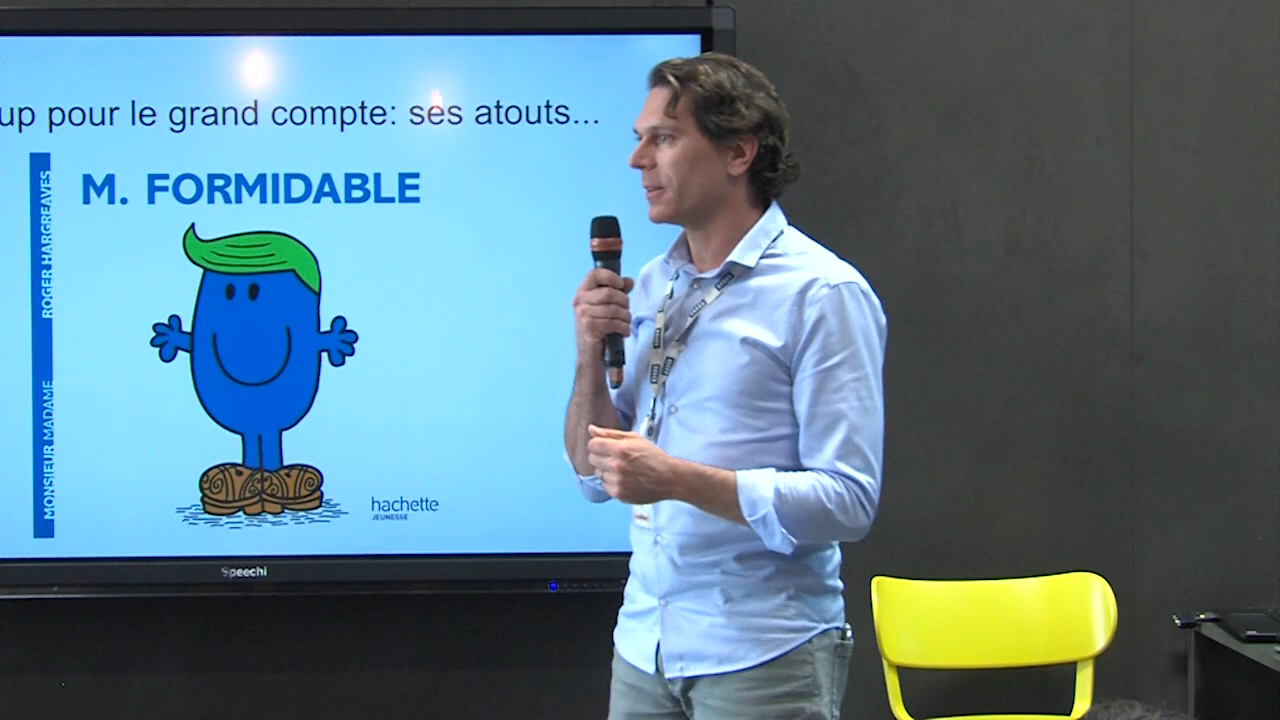 up pour le grand compte: ses atouts...
M. FORMIDABLE
ROGER HARGREAVES
MONSIEUR MADAME
hachette
JEUNESSE
Speechi